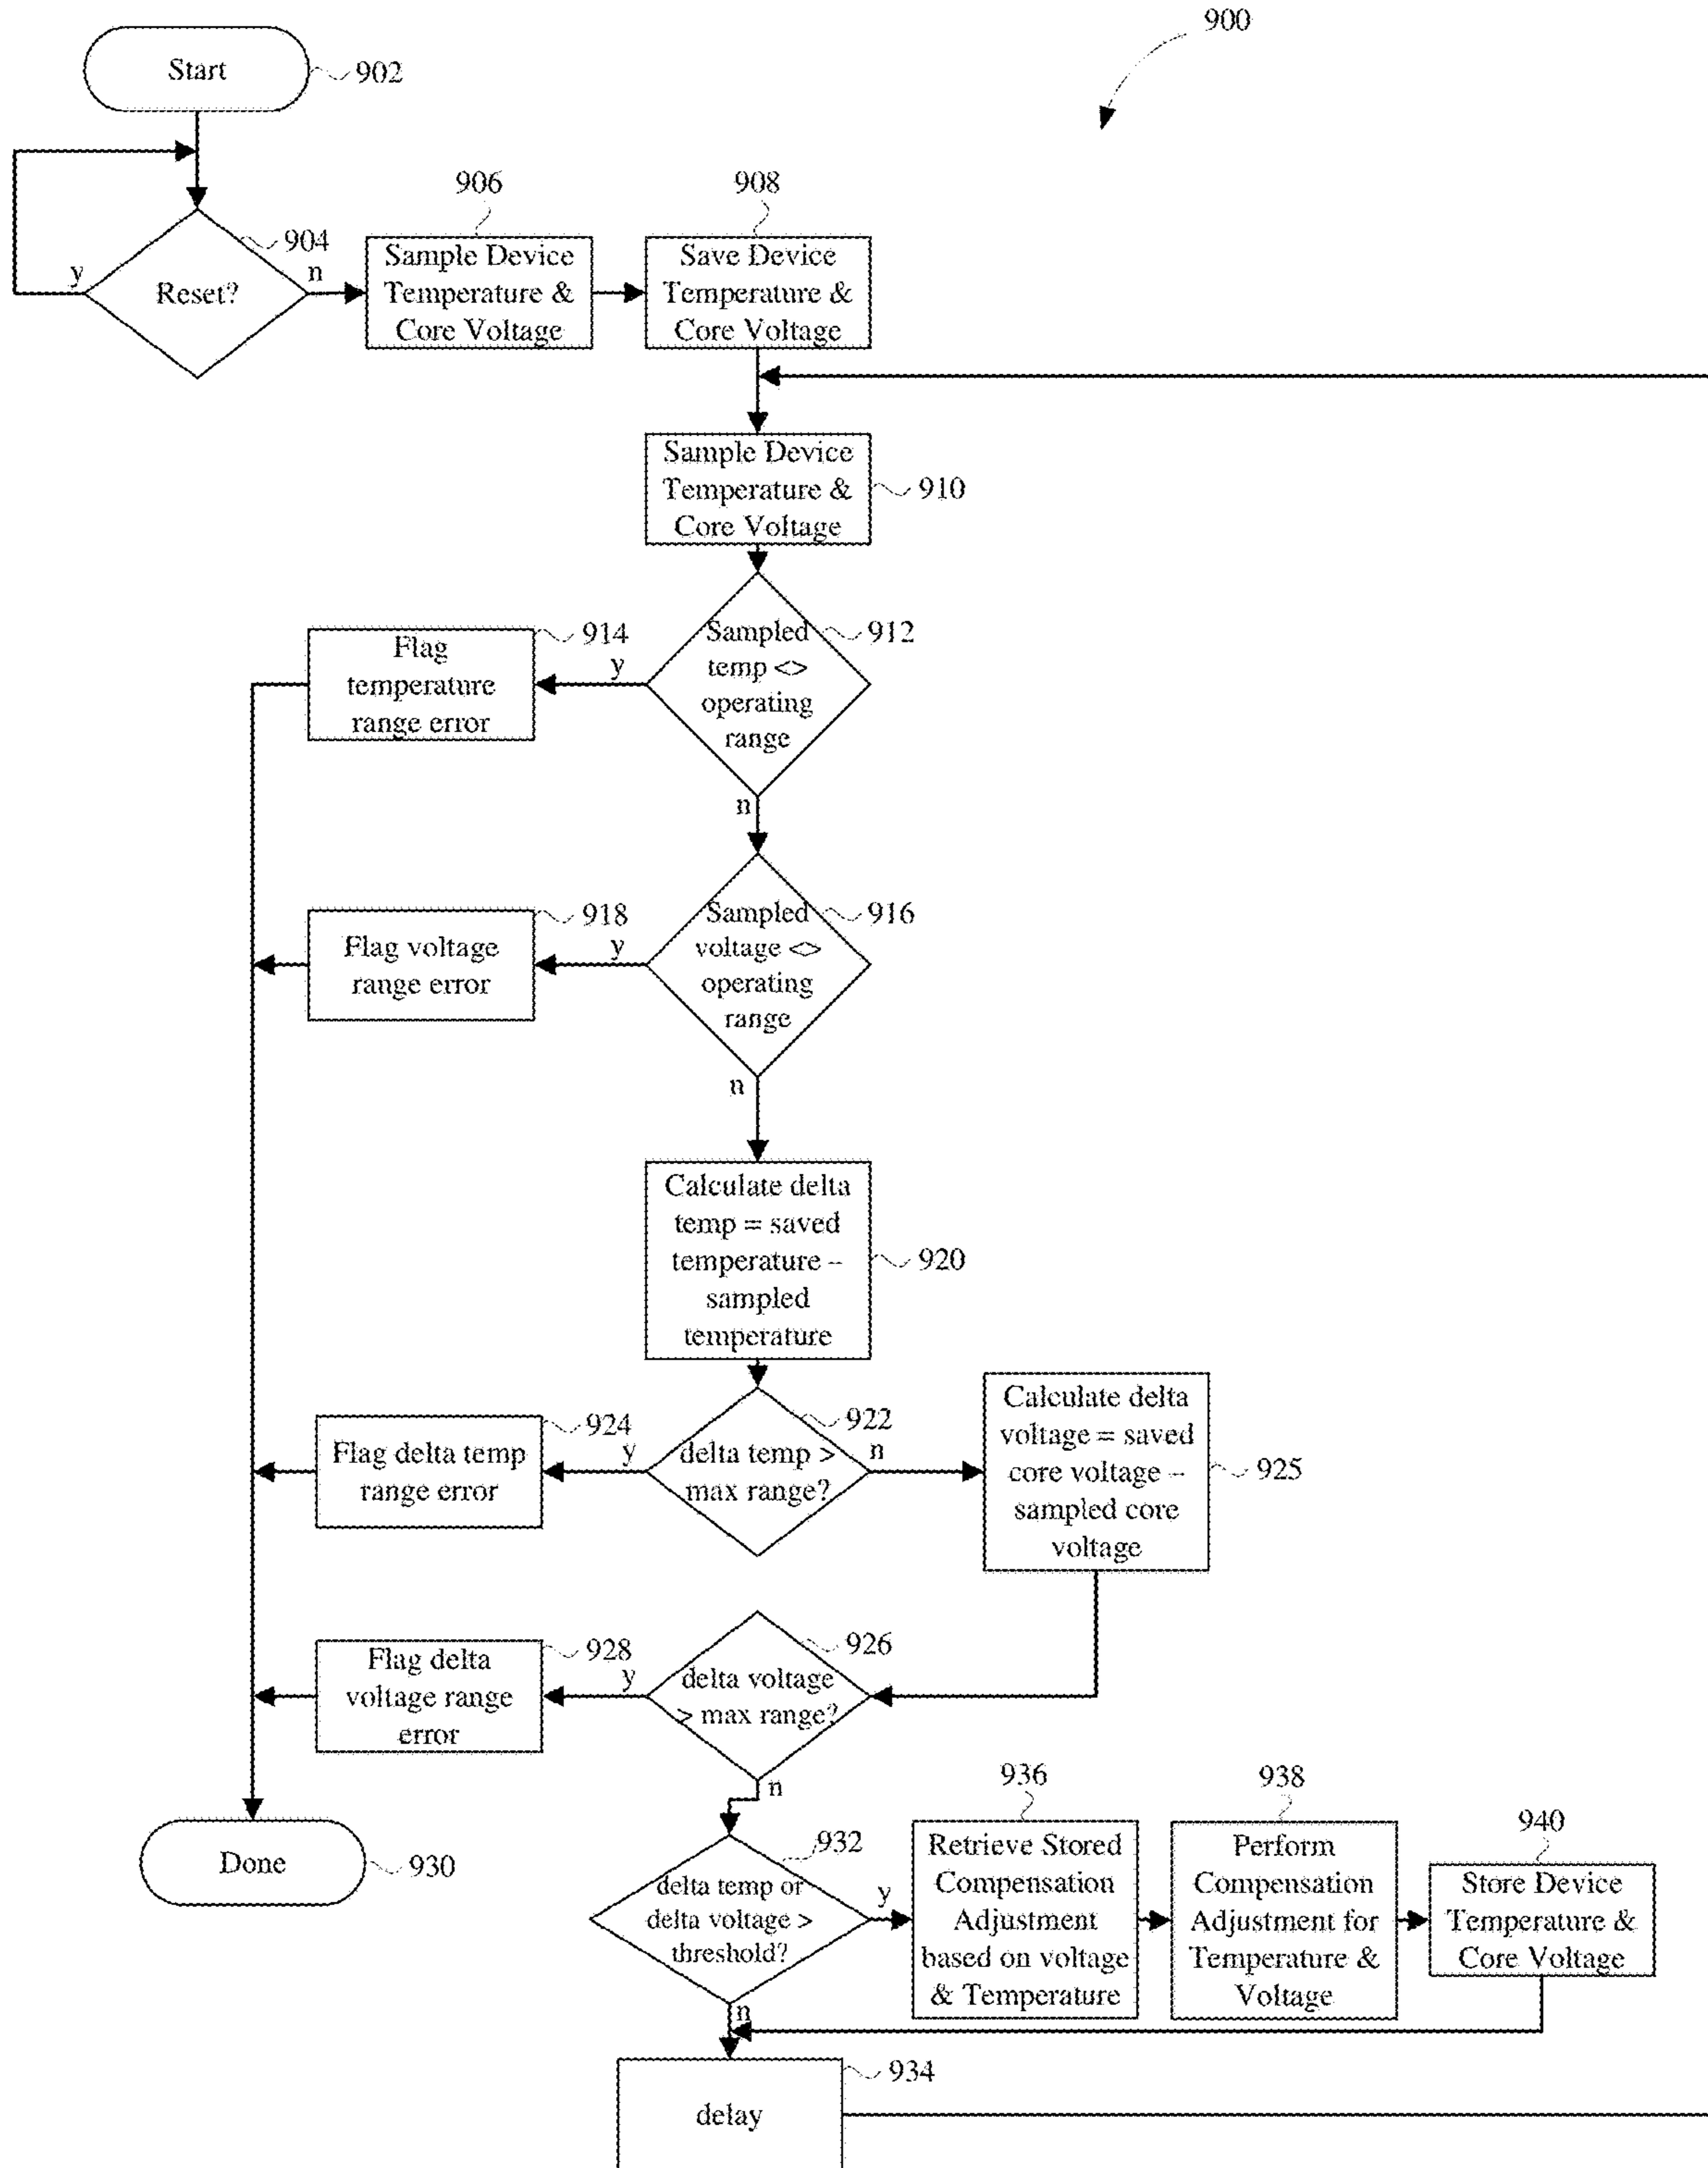 900
Start
902
904
Reset?
y
n
906
Sample Device
Temperature &
Core Voltage
908
Save Device
Temperature &
Core Voltage
Sample Device
Temperature &
Core Voltage
910
Sampled
temp <>
operating
range
912
y
n
914
Flag
temperature
range error
Sampled
voltage <>
operating
range
916
y
n
918
Flag voltage
range error
Calculate delta
temp = saved
temperature –
sampled
temperature
920
922
delta temp >
max range?
y
n
924
Flag delta temp
range error
Calculate delta
voltage = saved
core voltage –
sampled core
voltage
925
926
delta voltage
> max range?
y
n
928
Flag delta
voltage range
error
Done
930
932
delta temp or
delta voltage >
threshold?
y
n
936
Retrieve Stored
Compensation
Adjustment
based on voltage
& Temperature
938
Perform
Compensation
Adjustment for
Temperature &
Voltage
940
Store Device
Temperature &
Core Voltage
934
delay